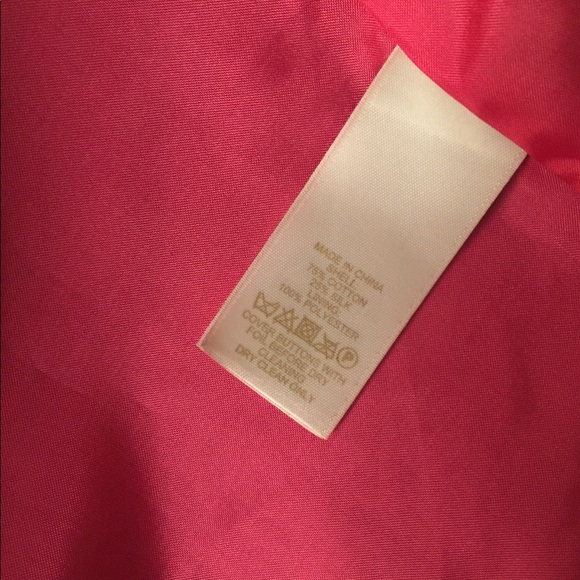 MADE IN CHINA
SHELL:
75% COTTON
25% SILK
LINING:
100% POLYESTER
P
COVER BUTTONS WITH
FOIL BEFORE DRY
CLEANING
DRY CLEAN ONLY